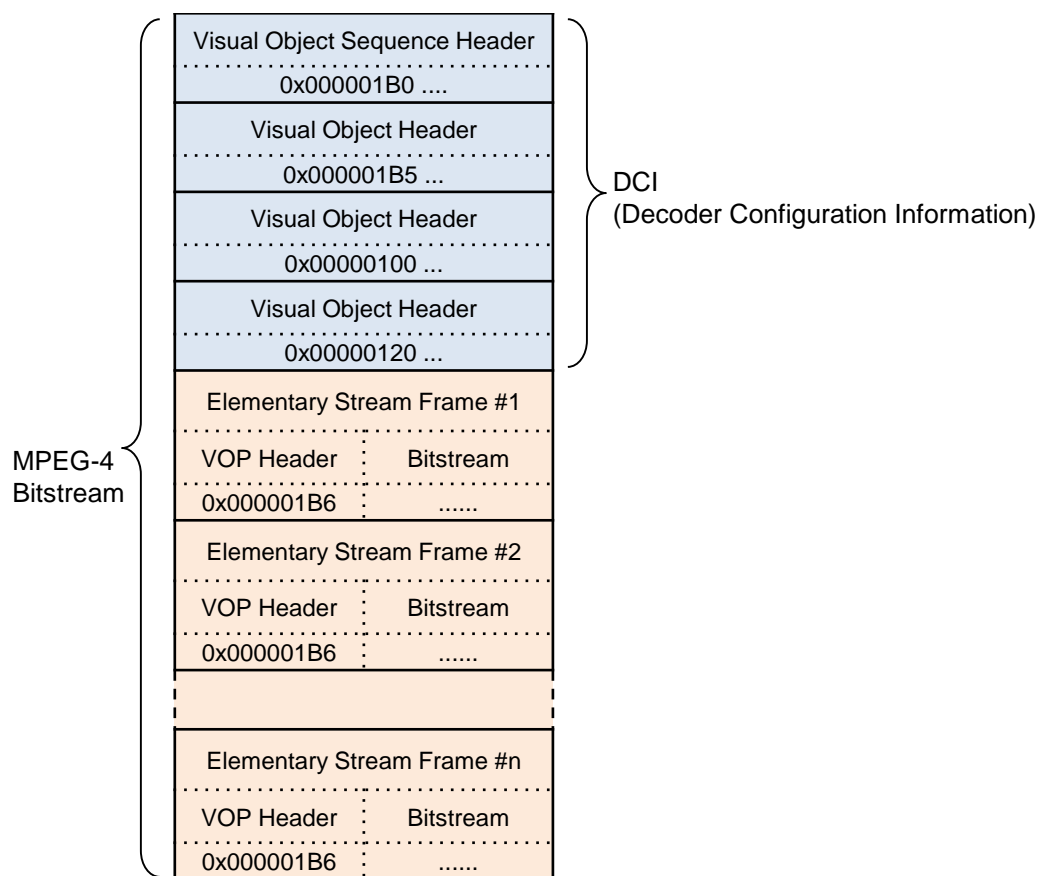 Visual Object Sequence Header
0x000001B0 ....
Visual Object Header
0x000001B5 ...
Visual Object Header
0x00000100 ...
Visual Object Header
0x00000120 ...
DCI
(Decoder Configuration Information)
MPEG-4
Bitstream
Elementary Stream Frame #1
VOP Header Bitstream
0x000001B6 ......
Elementary Stream Frame #2
VOP Header Bitstream
0x000001B6 ......
Elementary Stream Frame #n
VOP Header Bitstream
0x000001B6 ......